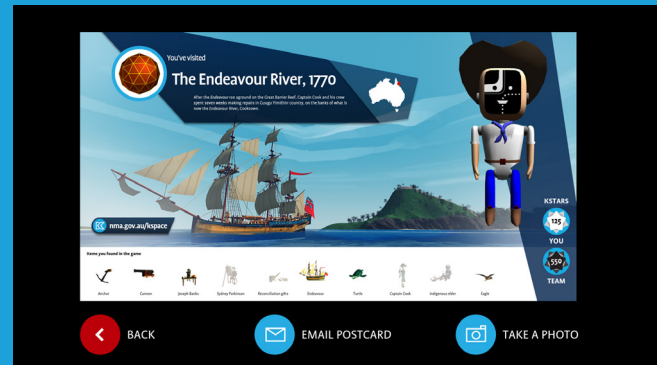 You've visited
The Endeavour River, 1770
After the Endeavour ran aground on the Great Barrier Reef, Captain Cook and his crew
spent seven weeks making repairs in Guugu Yimithirr country, on the banks of what is
now the Endeavour River, Cooktown.
nma.gov.au/kspace
KSTARS
125
YOU
550
TEAM
Items you found in the game
Anchor Cannon Joseph Banks Sydney Parkinson Reconciliation gifts Endeavour Turtle Captain Cook Indigenous elder Eagle
BACK EMAIL POSTCARD TAKE A PHOTO